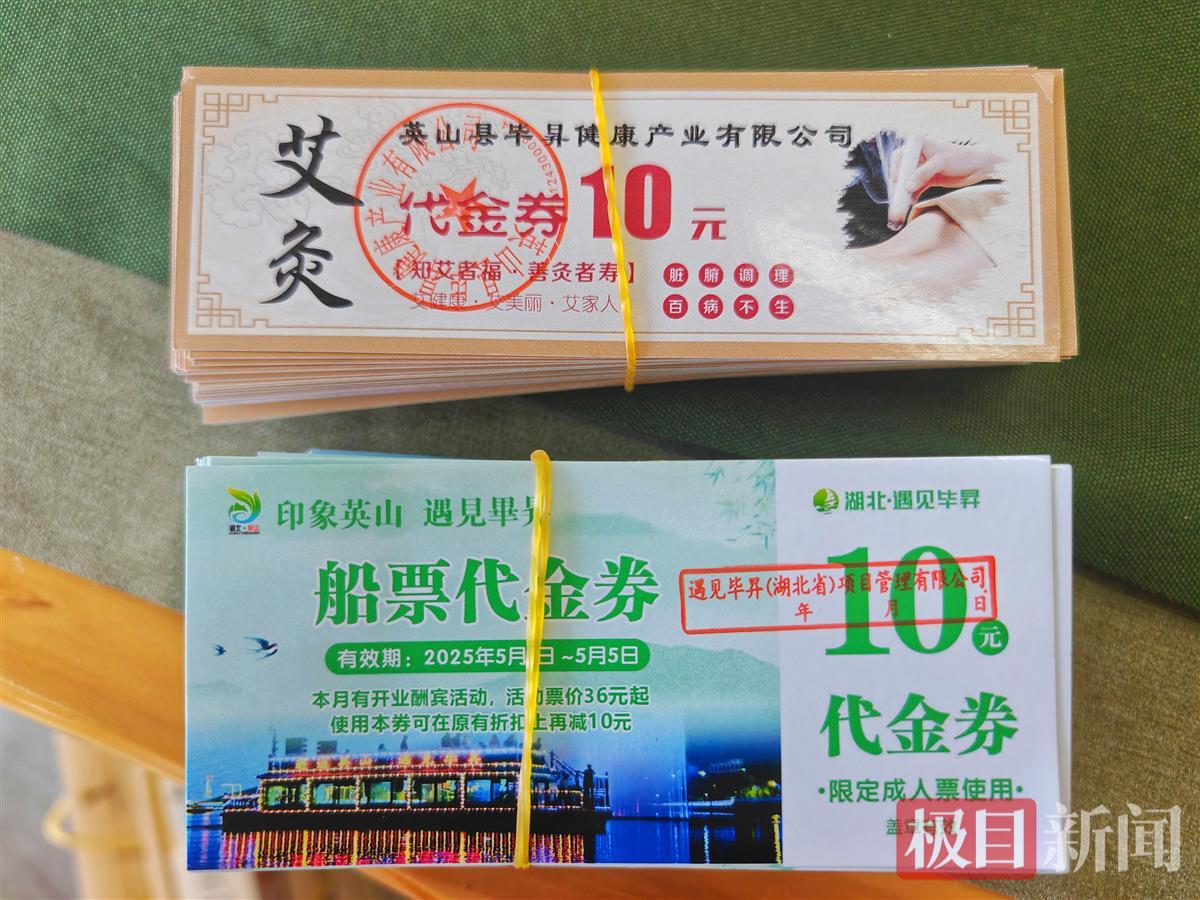 艾灸
英山县毕昇健康产业有限公司
代金券 10 元
【知艾者福·善灸者寿】
艾健康·艾美丽·艾家人
脏腑调理
百病不生
印象英山 遇見畢昇
船票代金券
有效期：2025年5月 日~5月5日
本月有开业酬宾活动，活动票价36元起
使用本券可在原有折扣上再减10元
湖北·遇见毕昇
10元
遇见毕昇(湖北省)项目管理有限公司
年 月 日
代金券
·限定成人票使用·
极目新闻